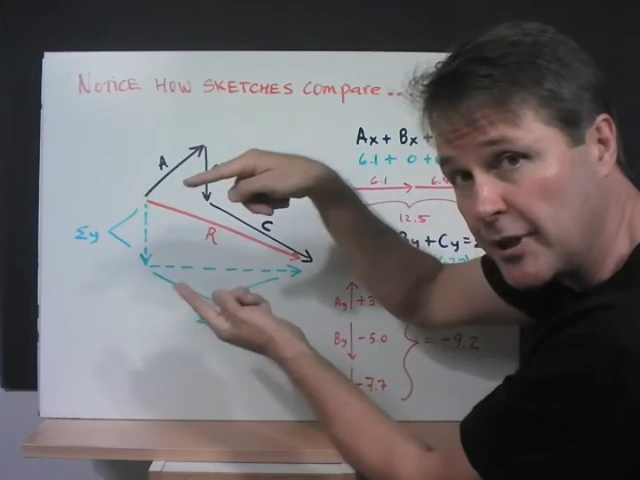 NOTICE HOW SKETCHES COMPARE...
A
C
R
Σy
Ax + Bx +
6.1 + 0 +
6.1
12.5
y + Cy =
Ay +3
By -5.0
= -9.2
-7.7